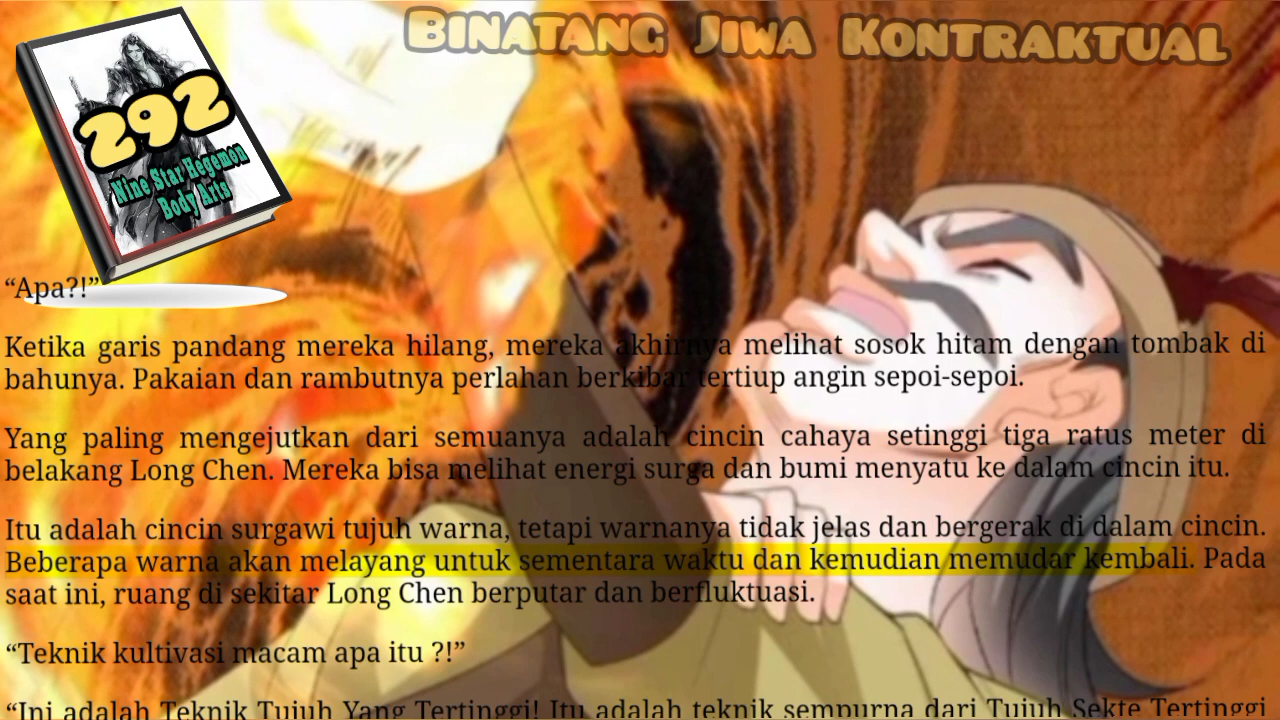 Binatang Jiwa Kontraktual
292
Nine Star Hegemon
Body Arts
“Apa?!”
Ketika garis pandang mereka hilang, mereka akhirnya melihat sosok hitam dengan tombak di
bahunya. Pakaian dan rambutnya perlahan berkibar tertiup angin sepoi-sepoi.
Yang paling mengejutkan dari semuanya adalah cincin cahaya setinggi tiga ratus meter di
belakang Long Chen. Mereka bisa melihat energi surga dan bumi menyatu ke dalam cincin itu.
Itu adalah cincin surgawi tujuh warna, tetapi warnanya tidak jelas dan bergerak di dalam cincin.
Beberapa warna akan melayang untuk sementara waktu dan kemudian memudar kembali. Pada
saat ini, ruang di sekitar Long Chen berputar dan berfluktuasi.
“Teknik kultivasi macam apa itu ?!”
“Ini adalah Teknik Tujuh Yang Tertinggi! Itu adalah teknik sempurna dari Tujuh Sekte Tertinggi